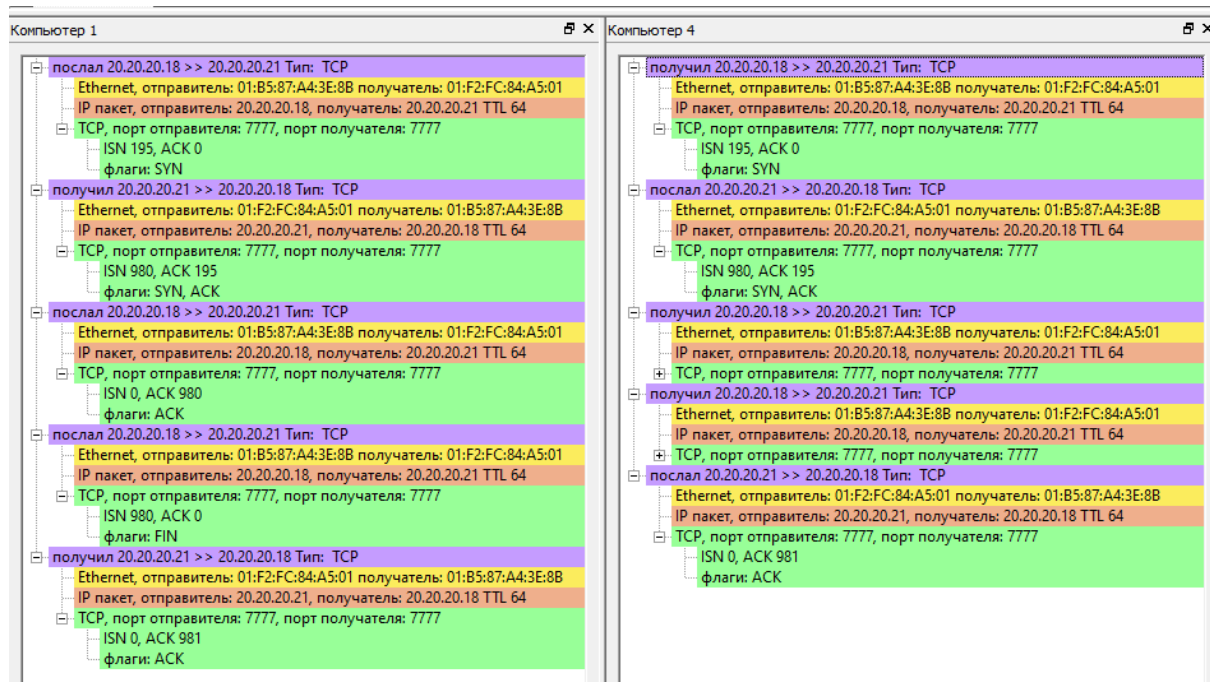 Компьютер 1
послал 20.20.20.18 >> 20.20.20.21 Тип: TCP
Ethernet, отправитель: 01:B5:87:A4:3E:8B получатель: 01:F2:FC:84:A5:01
IP пакет, отправитель: 20.20.20.18, получатель: 20.20.20.21 TTL 64
TCP, порт отправителя: 7777, порт получателя: 7777
ISN 195, ACK 0
флаги: SYN
получил 20.20.20.21 >> 20.20.20.18 Тип: TCP
Ethernet, отправитель: 01:F2:FC:84:A5:01 получатель: 01:B5:87:A4:3E:8B
IP пакет, отправитель: 20.20.20.21, получатель: 20.20.20.18 TTL 64
TCP, порт отправителя: 7777, порт получателя: 7777
ISN 980, ACK 195
флаги: SYN, ACK
послал 20.20.20.18 >> 20.20.20.21 Тип: TCP
Ethernet, отправитель: 01:B5:87:A4:3E:8B получатель: 01:F2:FC:84:A5:01
IP пакет, отправитель: 20.20.20.18, получатель: 20.20.20.21 TTL 64
TCP, порт отправителя: 7777, порт получателя: 7777
ISN 0, ACK 980
флаги: ACK
послал 20.20.20.18 >> 20.20.20.21 Тип: TCP
Ethernet, отправитель: 01:B5:87:A4:3E:8B получатель: 01:F2:FC:84:A5:01
IP пакет, отправитель: 20.20.20.18, получатель: 20.20.20.21 TTL 64
TCP, порт отправителя: 7777, порт получателя: 7777
ISN 980, ACK 0
флаги: FIN
получил 20.20.20.21 >> 20.20.20.18 Тип: TCP
Ethernet, отправитель: 01:F2:FC:84:A5:01 получатель: 01:B5:87:A4:3E:8B
IP пакет, отправитель: 20.20.20.21, получатель: 20.20.20.18 TTL 64
TCP, порт отправителя: 7777, порт получателя: 7777
ISN 0, ACK 981
флаги: ACK
Компьютер 4
получил 20.20.20.18 >> 20.20.20.21 Тип: TCP
Ethernet, отправитель: 01:B5:87:A4:3E:8B получатель: 01:F2:FC:84:A5:01
IP пакет, отправитель: 20.20.20.18, получатель: 20.20.20.21 TTL 64
TCP, порт отправителя: 7777, порт получателя: 7777
ISN 195, ACK 0
флаги: SYN
послал 20.20.20.21 >> 20.20.20.18 Тип: TCP
Ethernet, отправитель: 01:F2:FC:84:A5:01 получатель: 01:B5:87:A4:3E:8B
IP пакет, отправитель: 20.20.20.21, получатель: 20.20.20.18 TTL 64
TCP, порт отправителя: 7777, порт получателя: 7777
ISN 980, ACK 195
флаги: SYN, ACK
получил 20.20.20.18 >> 20.20.20.21 Тип: TCP
Ethernet, отправитель: 01:B5:87:A4:3E:8B получатель: 01:F2:FC:84:A5:01
IP пакет, отправитель: 20.20.20.18, получатель: 20.20.20.21 TTL 64
TCP, порт отправителя: 7777, порт получателя: 7777
получил 20.20.20.18 >> 20.20.20.21 Тип: TCP
Ethernet, отправитель: 01:B5:87:A4:3E:8B получатель: 01:F2:FC:84:A5:01
IP пакет, отправитель: 20.20.20.18, получатель: 20.20.20.21 TTL 64
TCP, порт отправителя: 7777, порт получателя: 7777
послал 20.20.20.21 >> 20.20.20.18 Тип: TCP
Ethernet, отправитель: 01:F2:FC:84:A5:01 получатель: 01:B5:87:A4:3E:8B
IP пакет, отправитель: 20.20.20.21, получатель: 20.20.20.18 TTL 64
TCP, порт отправителя: 7777, порт получателя: 7777
ISN 0, ACK 981
флаги: ACK